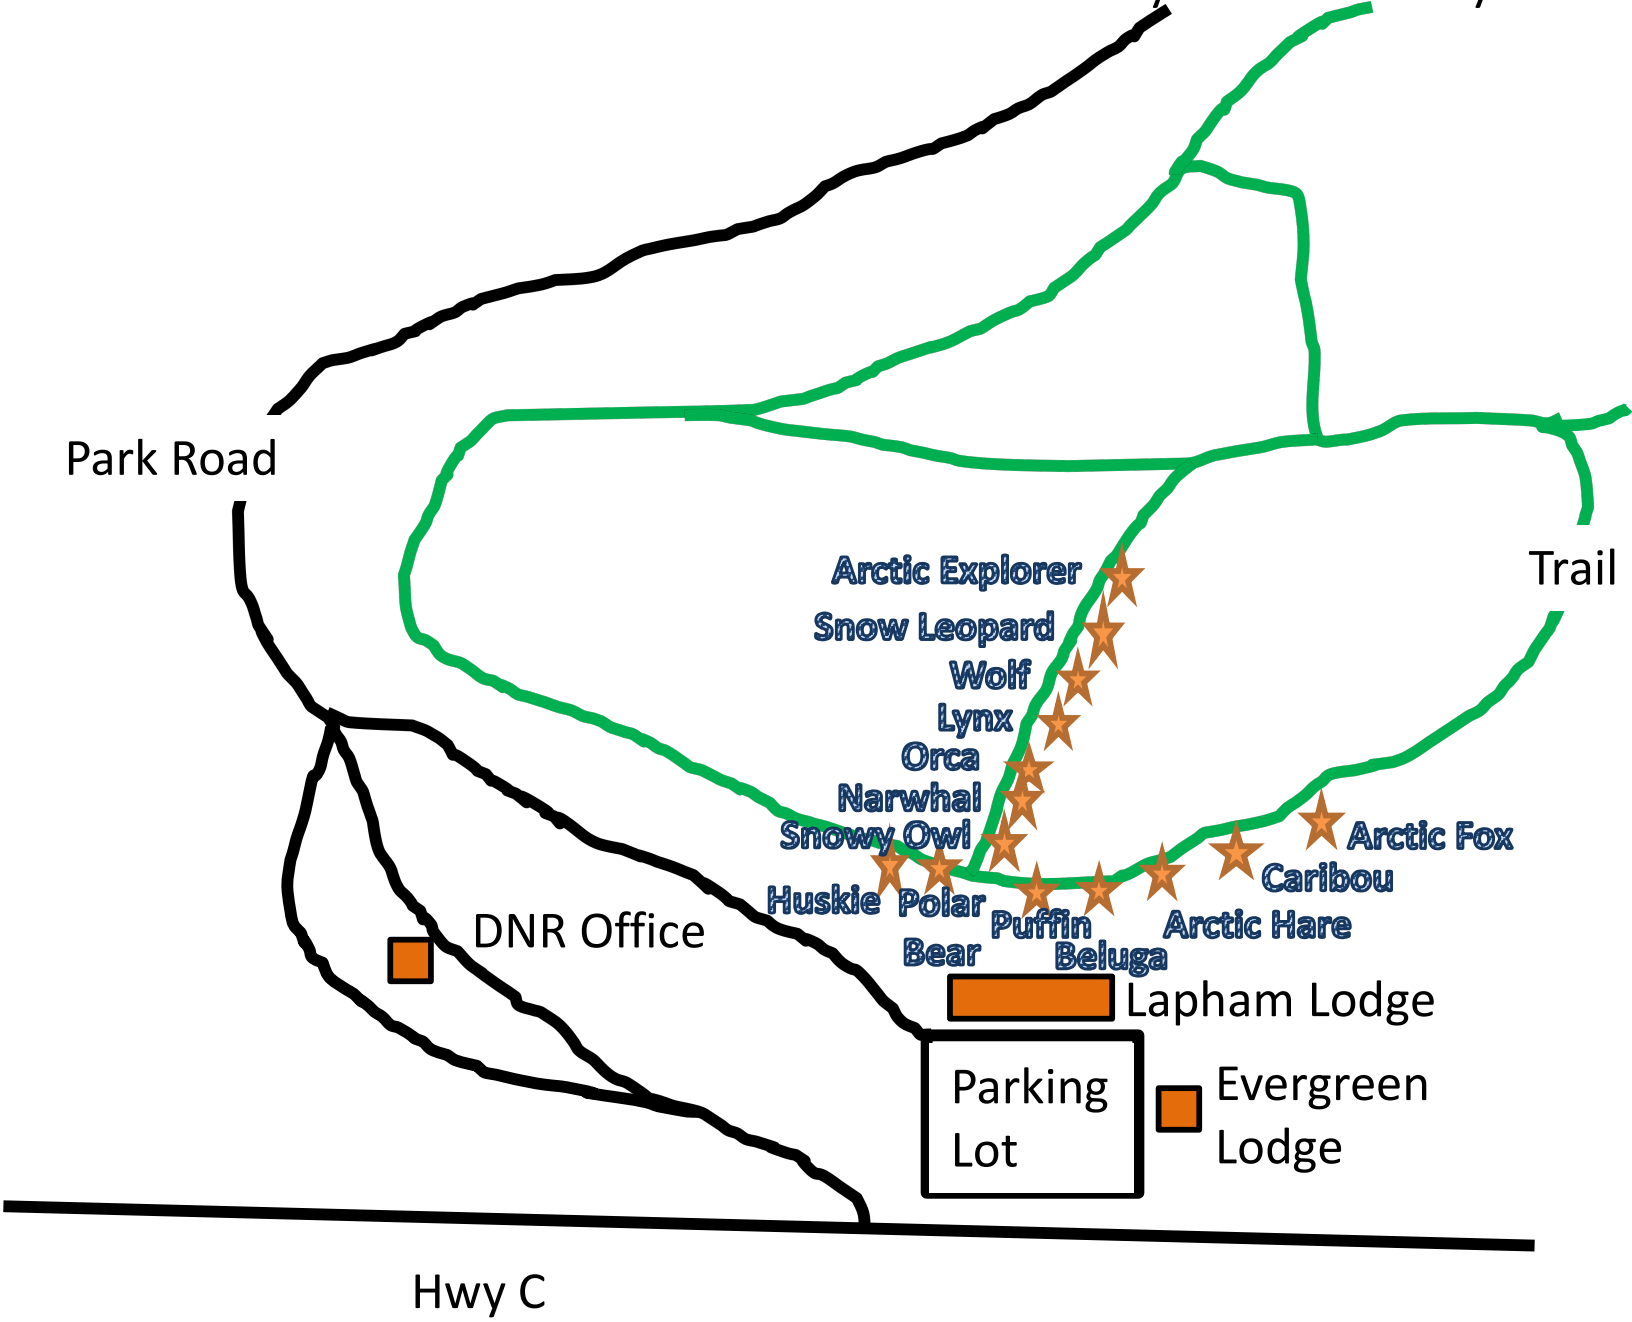 Park Road
Arctic Explorer
Trail
Snow Leopard
Wolf
Lynx
Orca
Narwhal
Snowy Owl
Arctic Fox
Caribou
Huskie
Polar
Bear
Puffin
Arctic Hare
Beluga
DNR Office
Lapham Lodge
Parking
Lot
Evergreen
Lodge
Hwy C